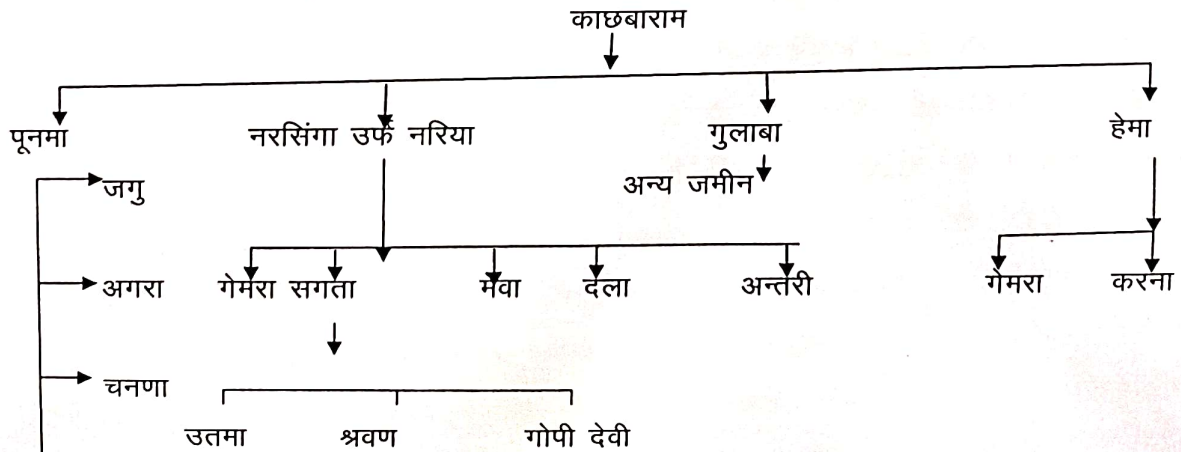 काछबाराम
पूनमा नरसिंगा उर्फ नरिया गुलाबा हेमा
जगु अन्य जमीन
अगरा गेमरा सगता मेवा देला अन्तरी गेमरा करना
चनणा
उतमा श्रवण गोपी देवी